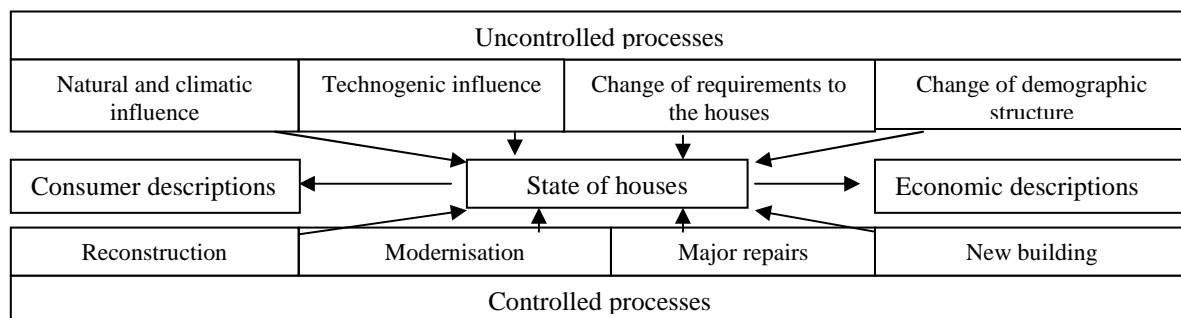 Uncontrolled processes
Natural and climatic
influence
Technogenic influence
Change of requirements to
the houses
Change of demographic
structure
Consumer descriptions
State of houses
Economic descriptions
Reconstruction
Modernisation
Major repairs
New building
Controlled processes